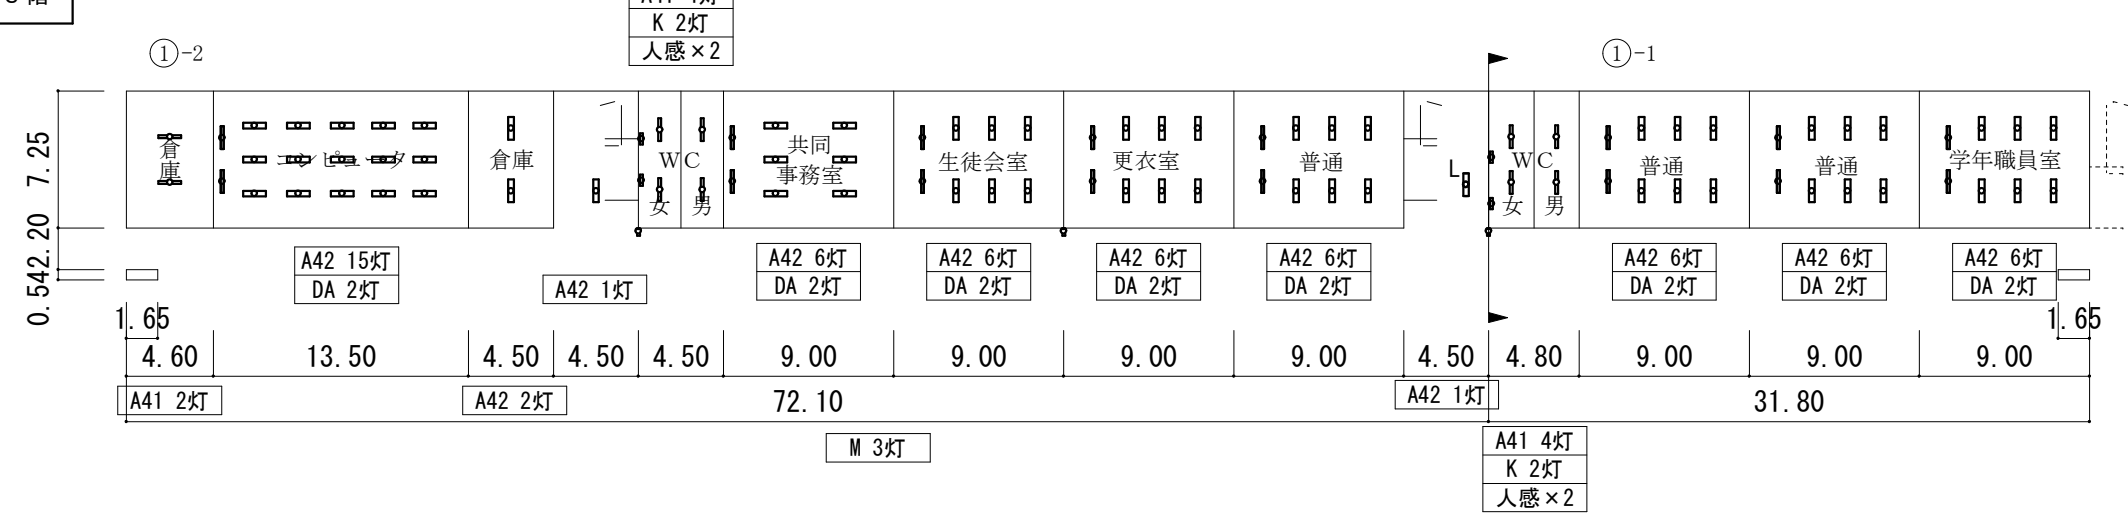 K 2灯
人感×2
①-2
①-1
7.25
2.20
0.54
倉庫
コンピュータ
倉庫
WC
女
男
共同
事務室
生徒会室
更衣室
普通
L
WC
女
男
普通
普通
学年職員室
A42 15灯
DA 2灯
A42 1灯
A42 6灯
DA 2灯
A42 6灯
DA 2灯
A42 6灯
DA 2灯
A42 6灯
DA 2灯
A42 6灯
DA 2灯
A42 6灯
DA 2灯
A42 6灯
DA 2灯
1.65
1.65
4.60
13.50
4.50
4.50
4.50
9.00
9.00
9.00
9.00
4.50
4.80
9.00
9.00
9.00
A41 2灯
A42 2灯
72.10
A42 1灯
31.80
M 3灯
A41 4灯
K 2灯
人感×2